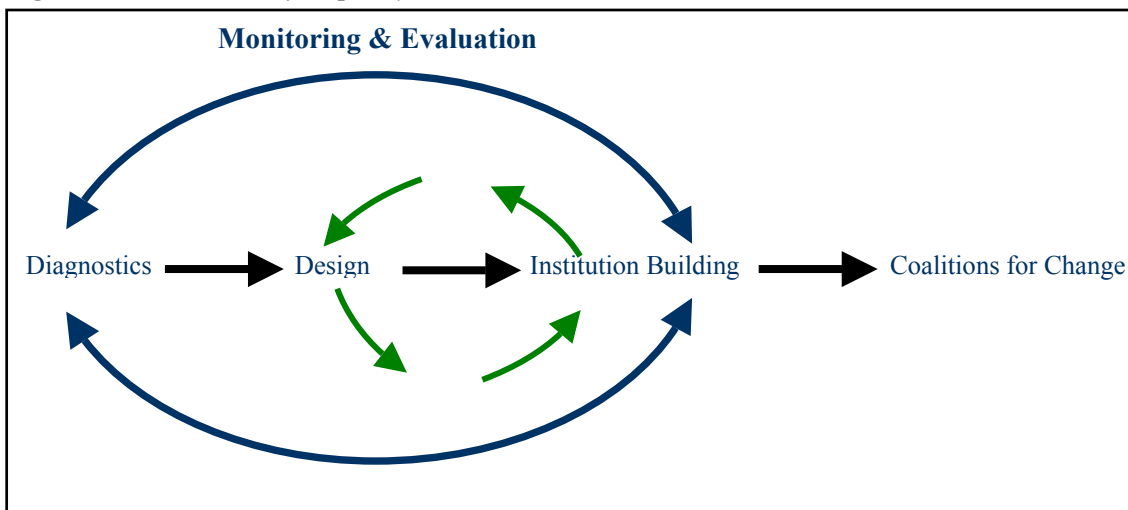 Monitoring & Evaluation
Diagnostics Design Institution Building Coalitions for Change